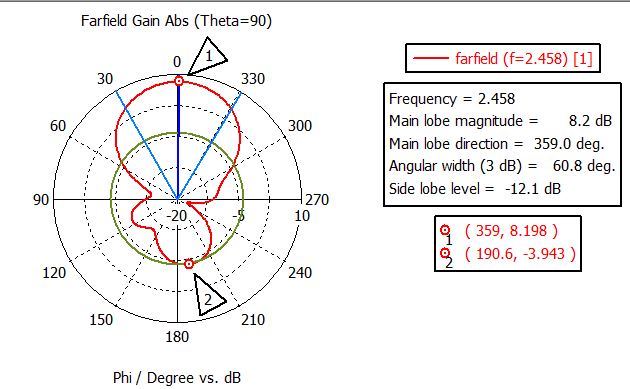 Farfield Gain Abs (Theta=90)
0
1
30
330
60
300
90
-20
-5
10
270
120
240
2
150
210
180
Phi / Degree vs. dB
farfield (f=2.458) [1]
Frequency = 2.458
Main lobe magnitude = 8.2 dB
Main lobe direction = 359.0 deg.
Angular width (3 dB) = 60.8 deg.
Side lobe level = -12.1 dB
1 ( 359, 8.198 )
2 ( 190.6, -3.943 )